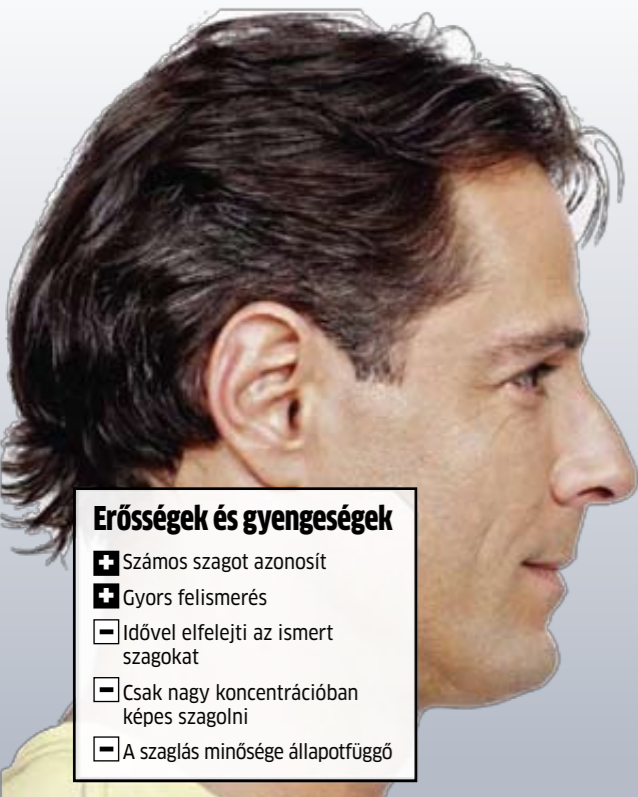 Erősségek és gyengeségek
+ Számos szagot azonosít
+ Gyors felismerés
- Idővel elfelejti az ismert
szagokat
- Csak nagy koncentrációban
képes szagolni
- A szaglás minősége állapotfüggő